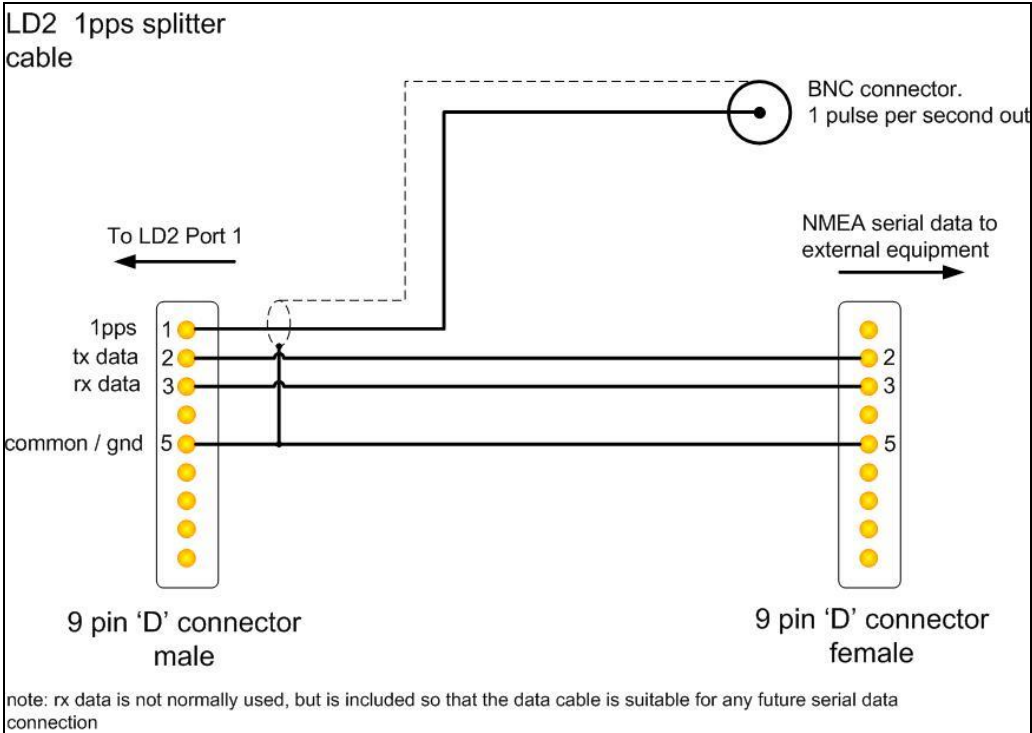 LD2 1pps splitter
cable
BNC connector.
1 pulse per second out
To LD2 Port 1
NMEA serial data to
external equipment
1pps 1
tx data 2 2
rx data 3 3
common / gnd 5 5
9 pin ‘D’ connector
male
9 pin ‘D’ connector
female
note: rx data is not normally used, but is included so that the data cable is suitable for any future serial data
connection